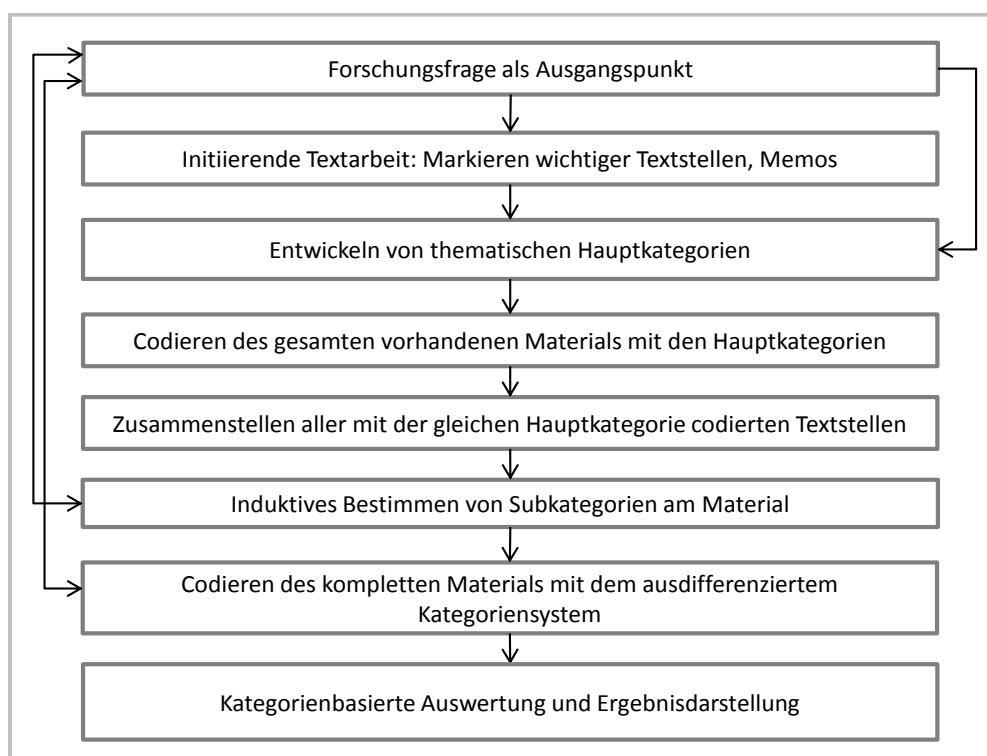 Forschungsfrage als Ausgangspunkt
Initiierende Textarbeit: Markieren wichtiger Textstellen, Memos
Entwickeln von thematischen Hauptkategorien
Codieren des gesamten vorhandenen Materials mit den Hauptkategorien
Zusammenstellen aller mit der gleichen Hauptkategorie codierten Textstellen
Induktives Bestimmen von Subkategorien am Material
Codieren des kompletten Materials mit dem ausdifferenziertem
Kategoriensystem
Kategorienbasierte Auswertung und Ergebnisdarstellung